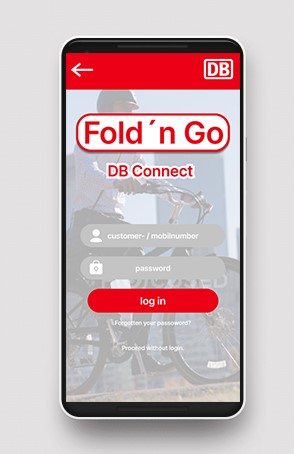 DB
Fold´n Go
DB Connect
customer- / mobilnumber
password
log in
Forgotten your password?
Proceed without login.